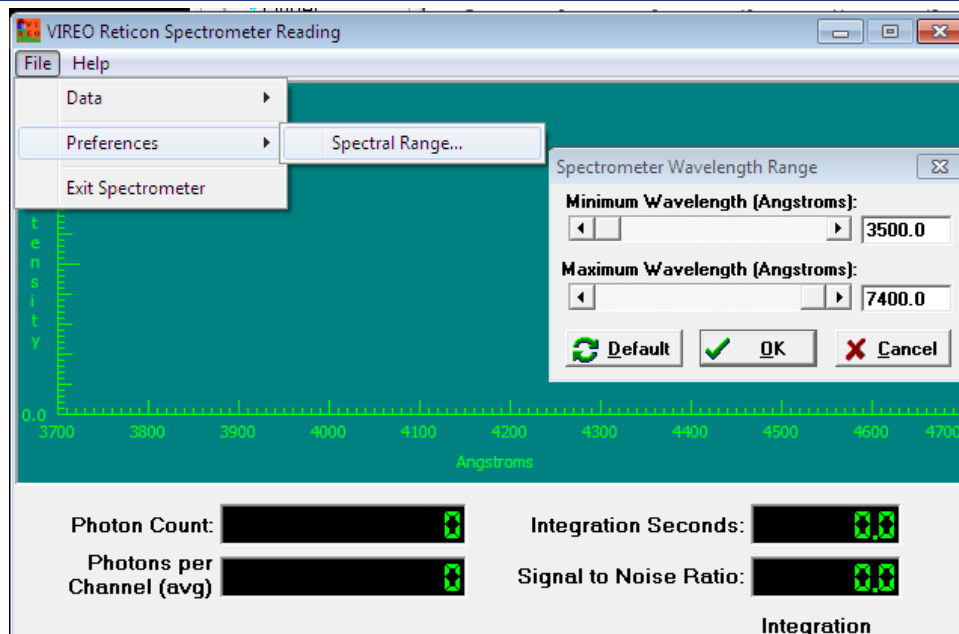 VIREO Reticon Spectrometer Reading
File Help
Data
Preferences
Spectral Range...
Exit Spectrometer
Spectrometer Wavelength Range
Minimum Wavelength (Angstroms):
3500.0
Maximum Wavelength (Angstroms):
7400.0
Default OK Cancel
tensity
0.0
3700 3800 3900 4000 4100 4200 4300 4400 4500 4600 4700
Angstroms
Photon Count: 0
Integration Seconds: 0.0
Photons per
Channel (avg) 0
Signal to Noise Ratio: 0.0
Integration